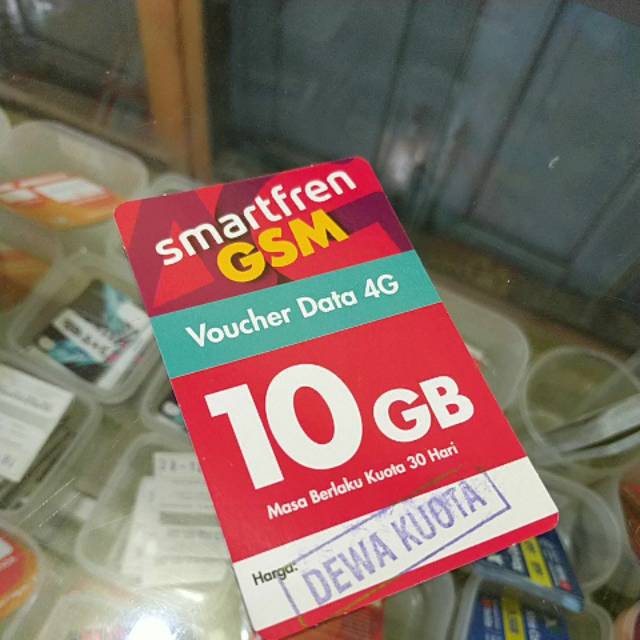 smartfren
GSM
Voucher Data 4G
10 GB
Masa Berlaku Kuota 30 Hari
Harga:
DEWA KUOTA